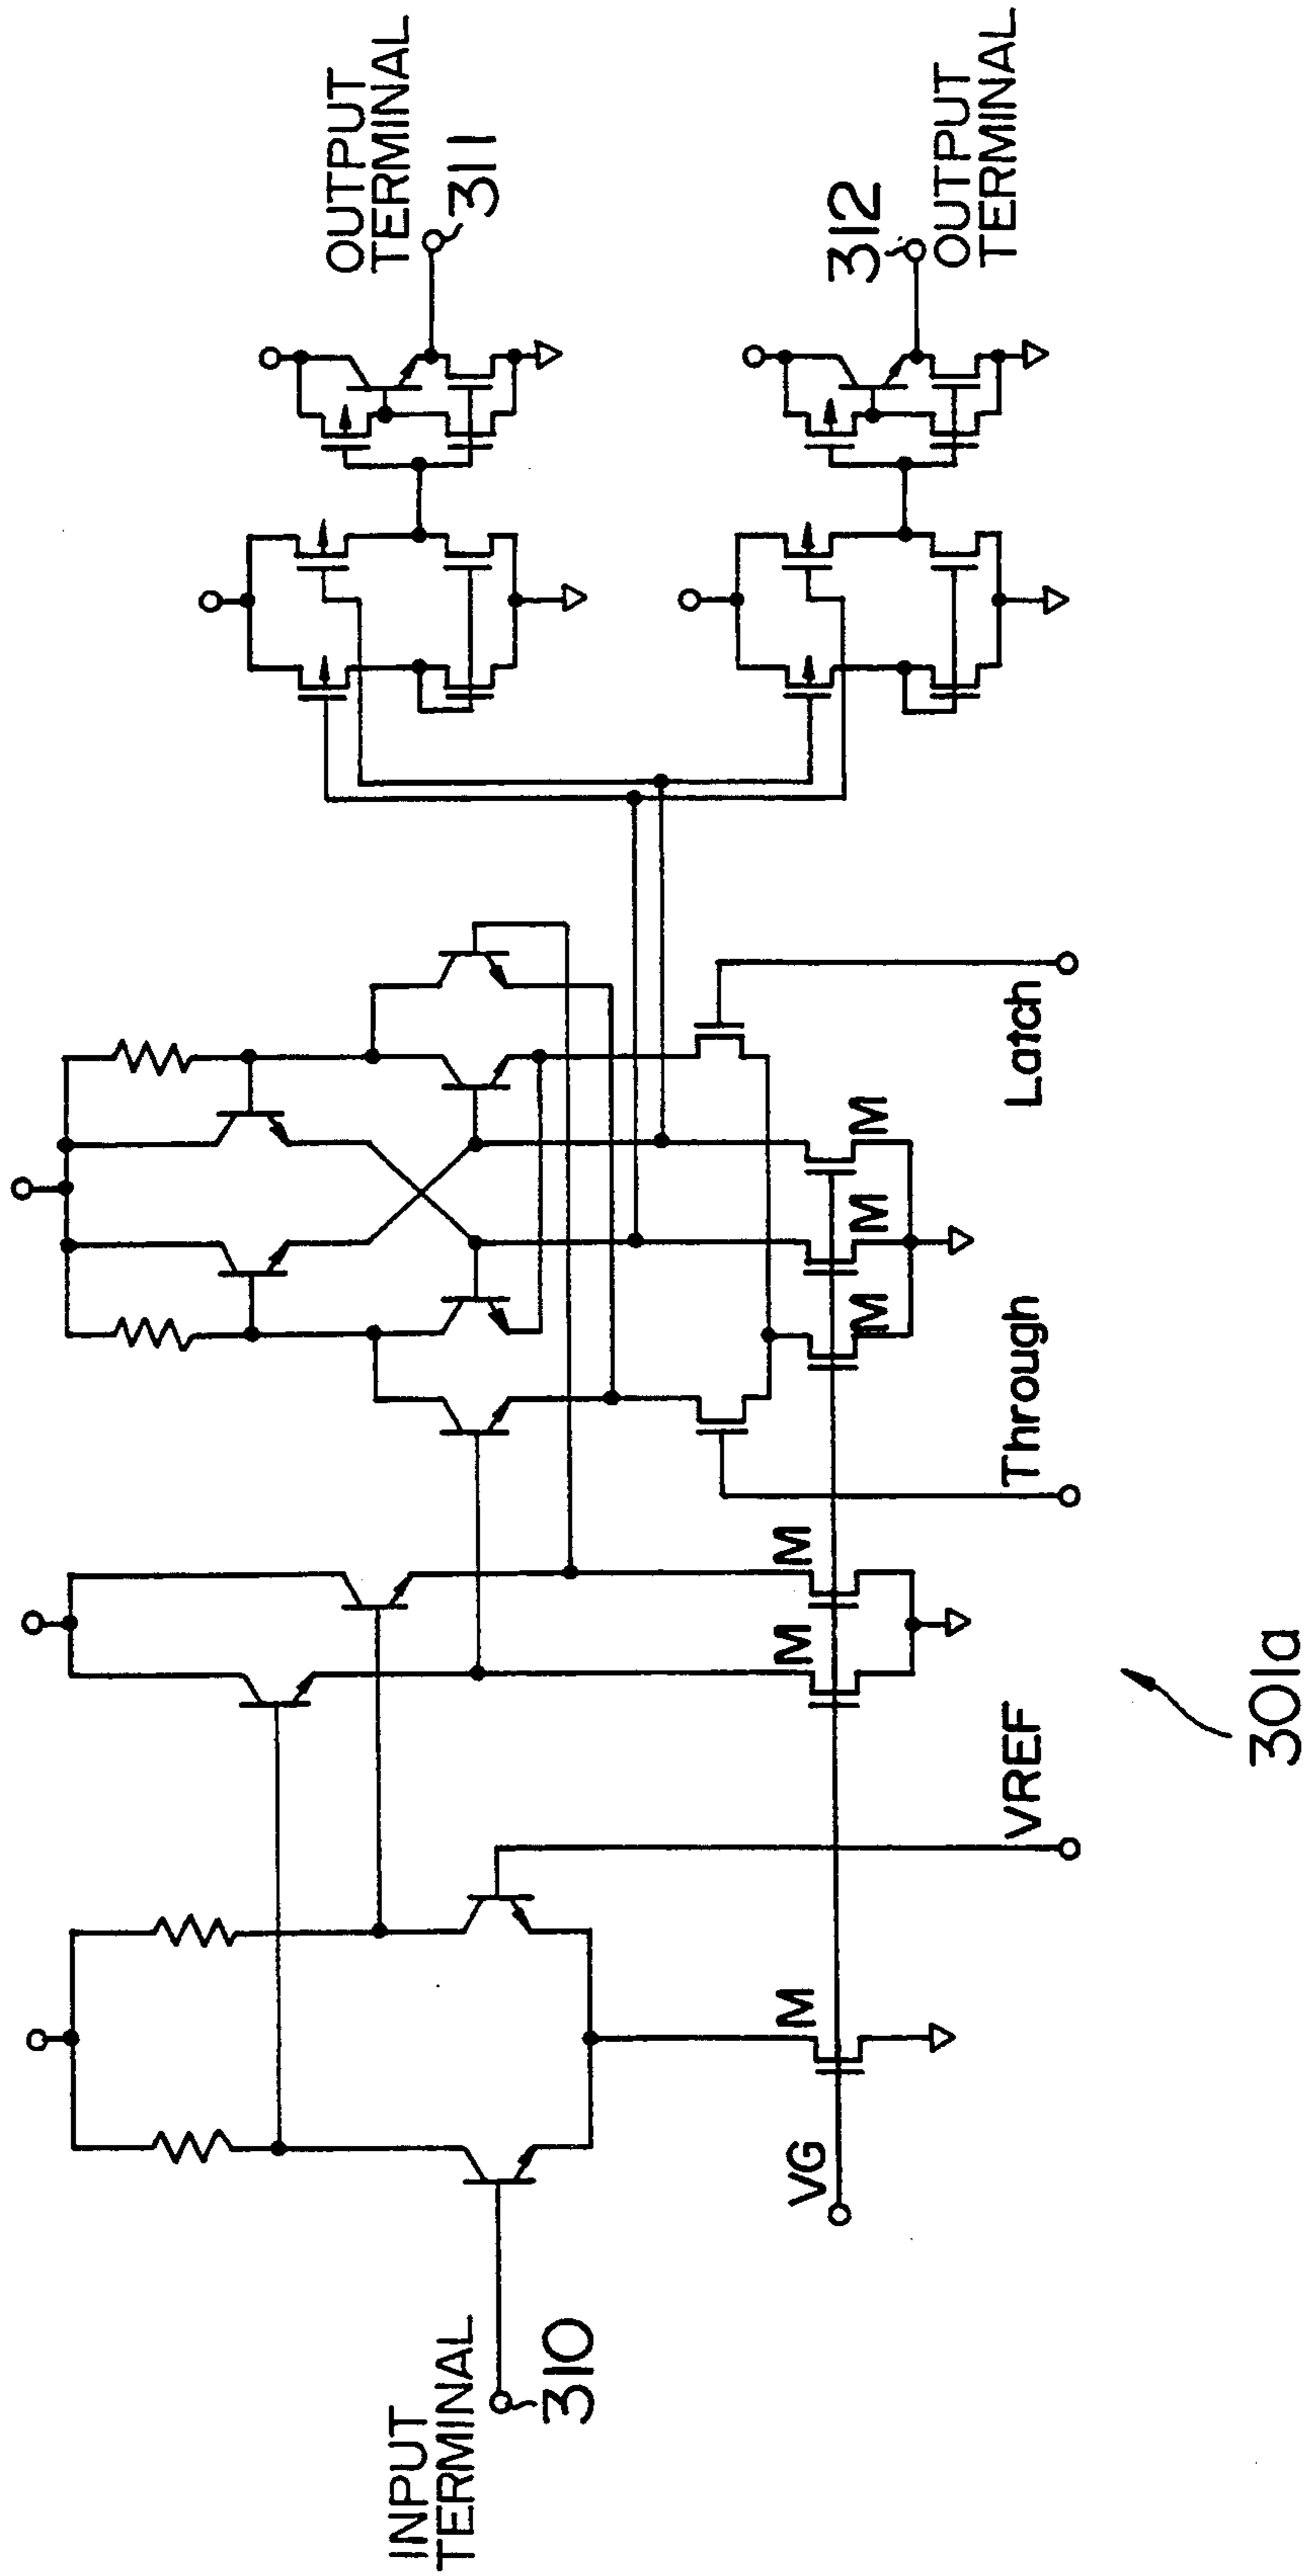 INPUT
TERMINAL
310
VG
M
VREF
M
M
Through
M
M
M
Latch
OUTPUT
TERMINAL
311
312
OUTPUT
TERMINAL
301a